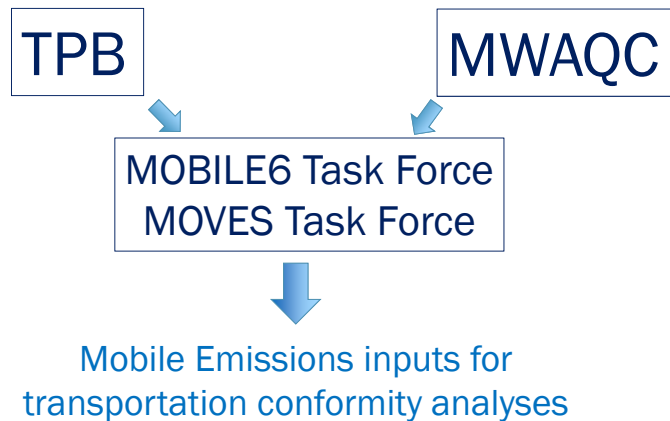 TPB
MWAQC
MOBILE6 Task Force
MOVES Task Force
Mobile Emissions inputs for
transportation conformity analyses